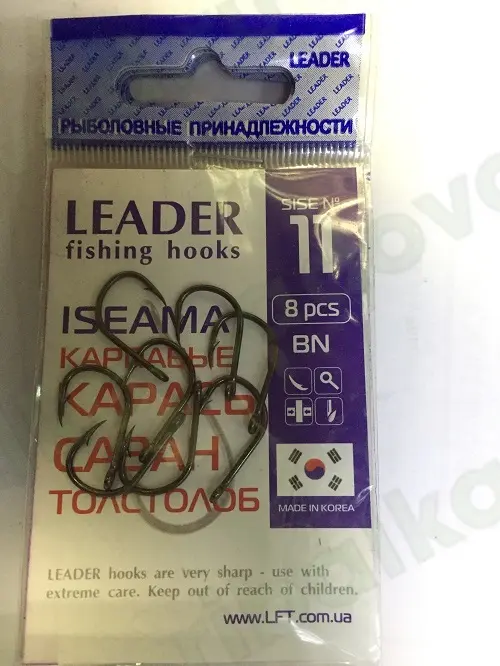 LEADER
РЫБОЛОВНЫЕ ПРИНАДЛЕЖНОСТИ
LEADER
fishing hooks
SISE №
11
8 pcs
BN
ISEAMA
КАРПОВЫЕ
КАРАСЬ
САЗАН
ТОЛСТОЛОБ
MADE IN KOREA
LEADER hooks are very sharp - use with
extreme care. Keep out of reach of children.
www.LFT.com.ua